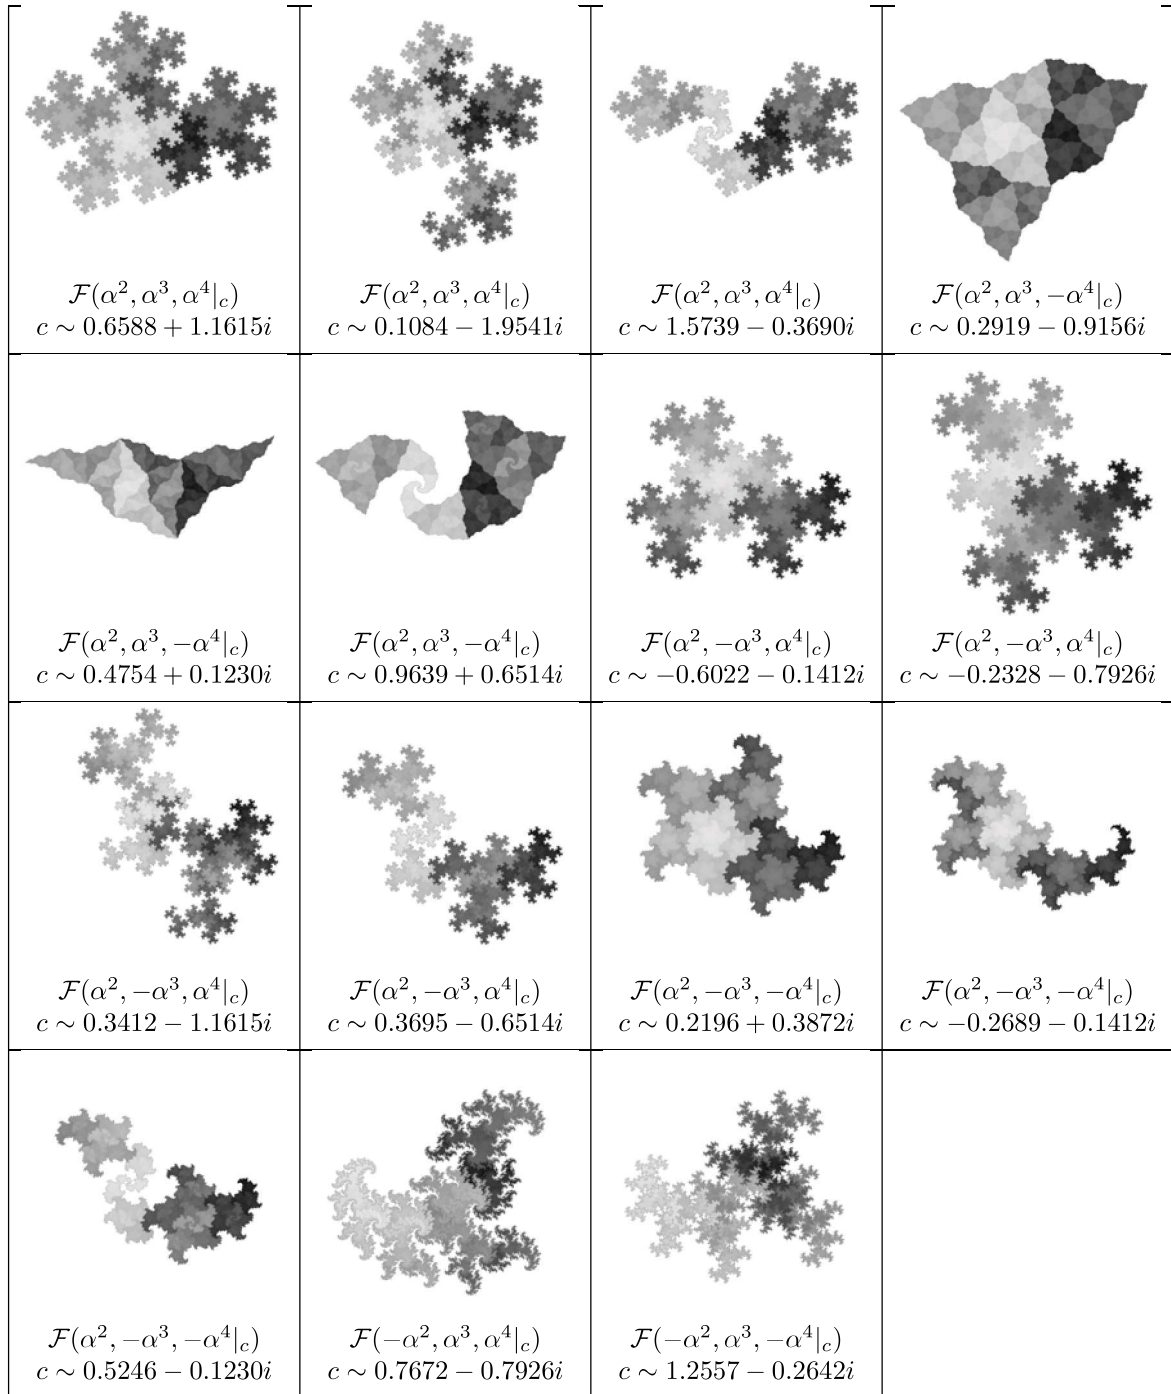 F(α², α³, α⁴|_c)
c ∼ 0.6588 + 1.1615i
F(α², α³, α⁴|_c)
c ∼ 0.1084 − 1.9541i
F(α², α³, α⁴|_c)
c ∼ 1.5739 − 0.3690i
F(α², α³, −α⁴|_c)
c ∼ 0.2919 − 0.9156i
F(α², α³, −α⁴|_c)
c ∼ 0.4754 + 0.1230i
F(α², α³, −α⁴|_c)
c ∼ 0.9639 + 0.6514i
F(α², −α³, α⁴|_c)
c ∼ −0.6022 − 0.1412i
F(α², −α³, α⁴|_c)
c ∼ −0.2328 − 0.7926i
F(α², −α³, α⁴|_c)
c ∼ 0.3412 − 1.1615i
F(α², −α³, α⁴|_c)
c ∼ 0.3695 − 0.6514i
F(α², −α³, −α⁴|_c)
c ∼ 0.2196 + 0.3872i
F(α², −α³, −α⁴|_c)
c ∼ −0.2689 − 0.1412i
F(α², −α³, −α⁴|_c)
c ∼ 0.5246 − 0.1230i
F(−α², α³, α⁴|_c)
c ∼ 0.7672 − 0.7926i
F(−α², α³, −α⁴|_c)
c ∼ 1.2557 − 0.2642i